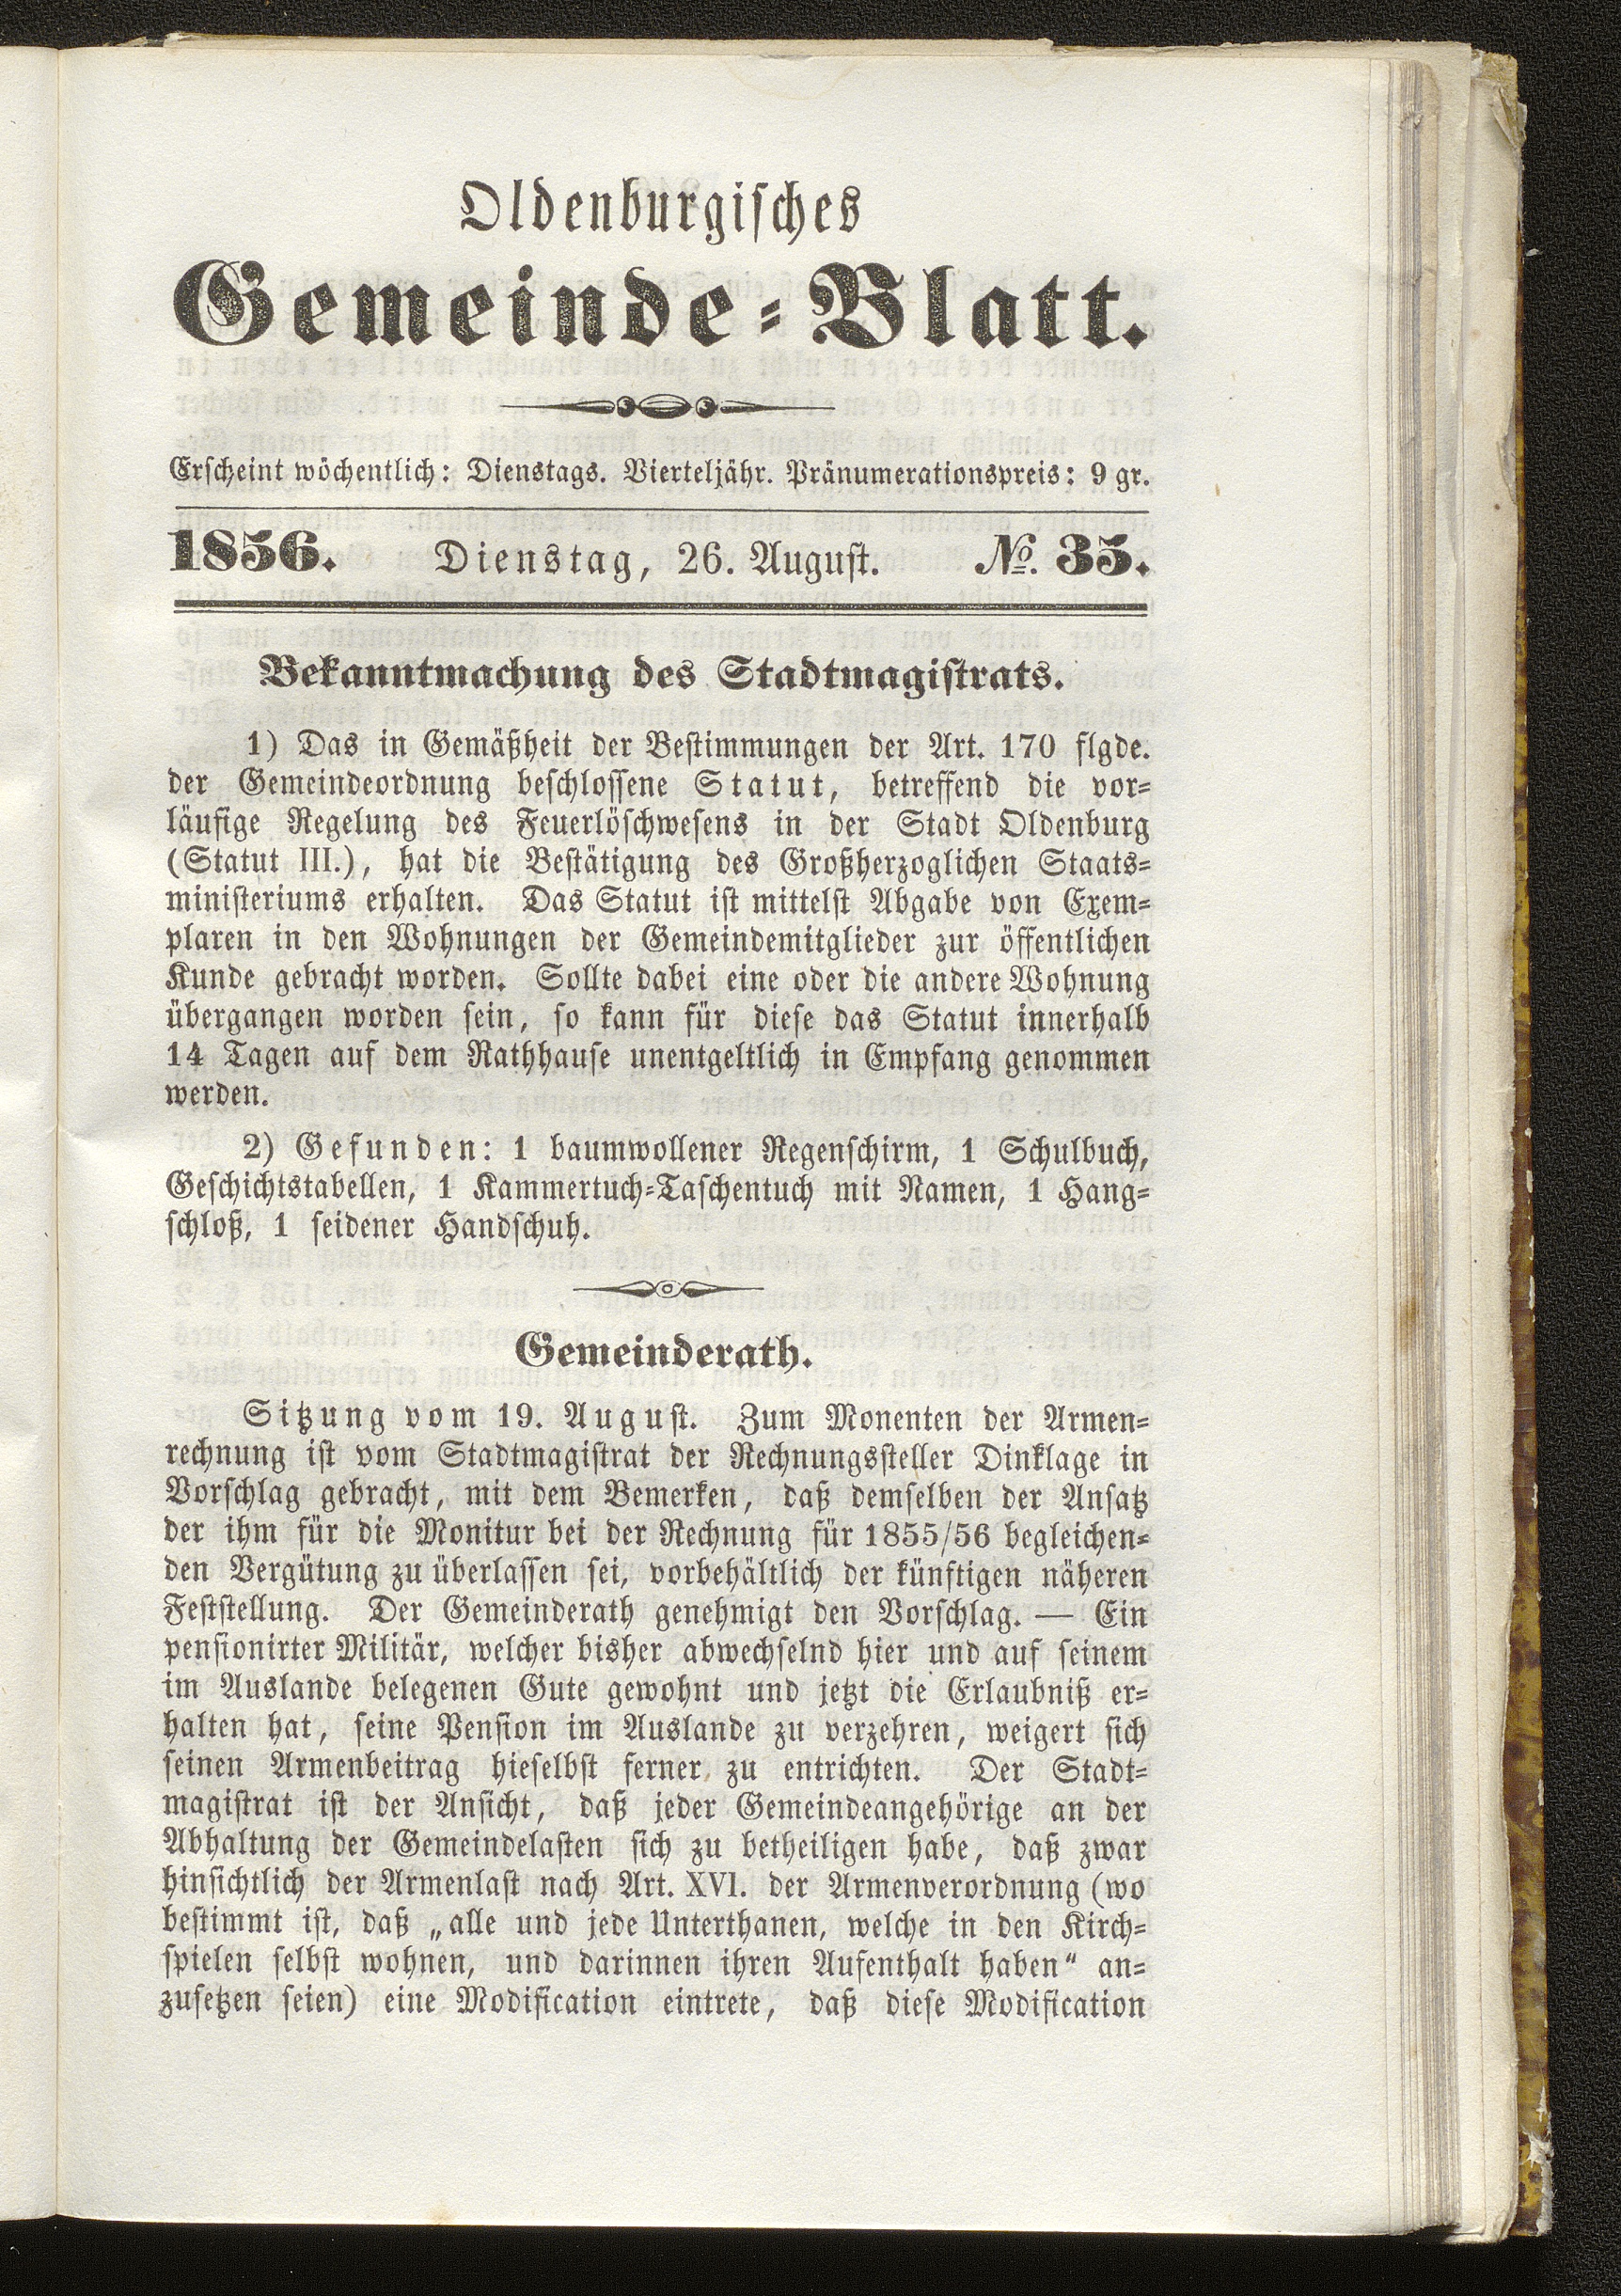 Oldenburgisches
Gemeinde-Blatt.
Erscheint wöchentlich: Dienstags. Vierteljähr. Pränumerationspreis: 9 gr.
1856. Dienstag, 26. August. No. 35.
Bekanntmachung des Stadtmagistrats.
1) Das in Gemäßheit der Bestimmungen der Art. 170 flgde.
der Gemeindeordnung beschlossene Statut, betreffend die vor-
läufige Regelung des Feuerlöschwesens in der Stadt Oldenburg
(Statut III.), hat die Bestätigung des Großherzoglichen Staats-
ministeriums erhalten. Das Statut ist mittelst Abgabe von Exem-
plaren in den Wohnungen der Gemeindemitglieder zur öffentlichen
Kunde gebracht worden. Sollte dabei eine oder die andere Wohnung
übergangen worden sein, so kann für diese das Statut innerhalb
14 Tagen auf dem Rathhause unentgeltlich in Empfang genommen
werden.
2) Gefunden: 1 baumwollener Regenschirm, 1 Schulbuch,
Geschichtstabellen, 1 Kammertuch-Taschentuch mit Namen, 1 Hang-
schloß, 1 seidener Handschuh.
Gemeinderath.
Sitzung vom 19. August. Zum Monenten der Armen-
rechnung ist vom Stadtmagistrat der Rechnungssteller Dinklage in
Vorschlag gebracht, mit dem Bemerken, daß demselben der Ansatz
der ihm für die Monitur bei der Rechnung für 1855/56 begleichen-
den Vergütung zu überlassen sei, vorbehältlich der künftigen näheren
Feststellung. Der Gemeinderath genehmigt den Vorschlag. — Ein
pensionirter Militär, welcher bisher abwechselnd hier und auf seinem
im Auslande belegenen Gute gewohnt und jetzt die Erlaubniß er-
halten hat, seine Pension im Auslande zu verzehren, weigert sich
seinen Armenbeitrag hieselbst ferner zu entrichten. Der Stadt-
magistrat ist der Ansicht, daß jeder Gemeindeangehörige an der
Abhaltung der Gemeindelasten sich zu betheiligen habe, daß zwar
hinsichtlich der Armenlast nach Art. XVI. der Armenverordnung (wo
bestimmt ist, daß „alle und jede Unterthanen, welche in den Kirch-
spielen selbst wohnen, und darinnen ihren Aufenthalt haben“ an-
zusetzen seien) eine Modification eintrete, daß diese Modification